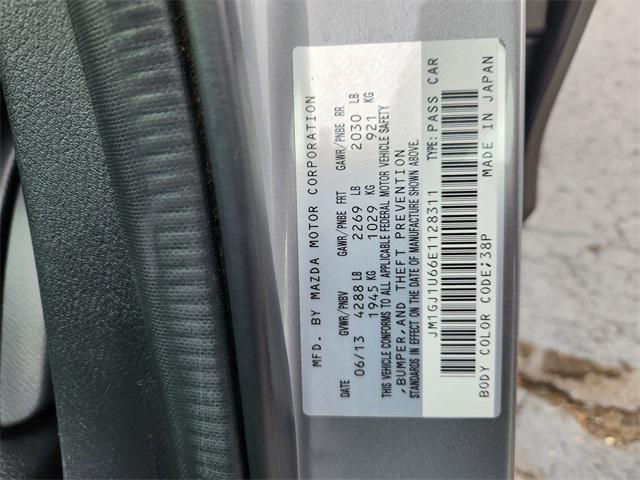 MFD. BY MAZDA MOTOR CORPORATION
DATE GVWR/PNBV GAWR/PNBE FRT GAWR/PNBE RR
06/13 4288 LB 2269 LB 2030 LB
1945 KG 1029 KG 921 KG
THIS VEHICLE CONFORMS TO ALL APPLICABLE FEDERAL MOTOR VEHICLE SAFETY
,BUMPER,AND THEFT PREVENTION
STANDARDS IN EFFECT ON THE DATE OF MANUFACTURE SHOWN ABOVE.
JM1GJ1U66E1128311 TYPE: PASS CAR
BODY COLOR CODE;38P MADE IN JAPAN